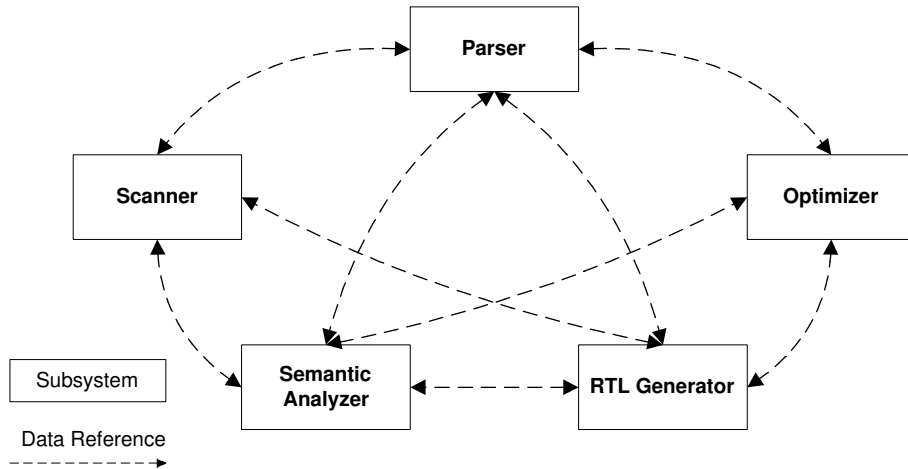 Parser
Scanner
Optimizer
Semantic
Analyzer
RTL Generator
Subsystem
Data Reference